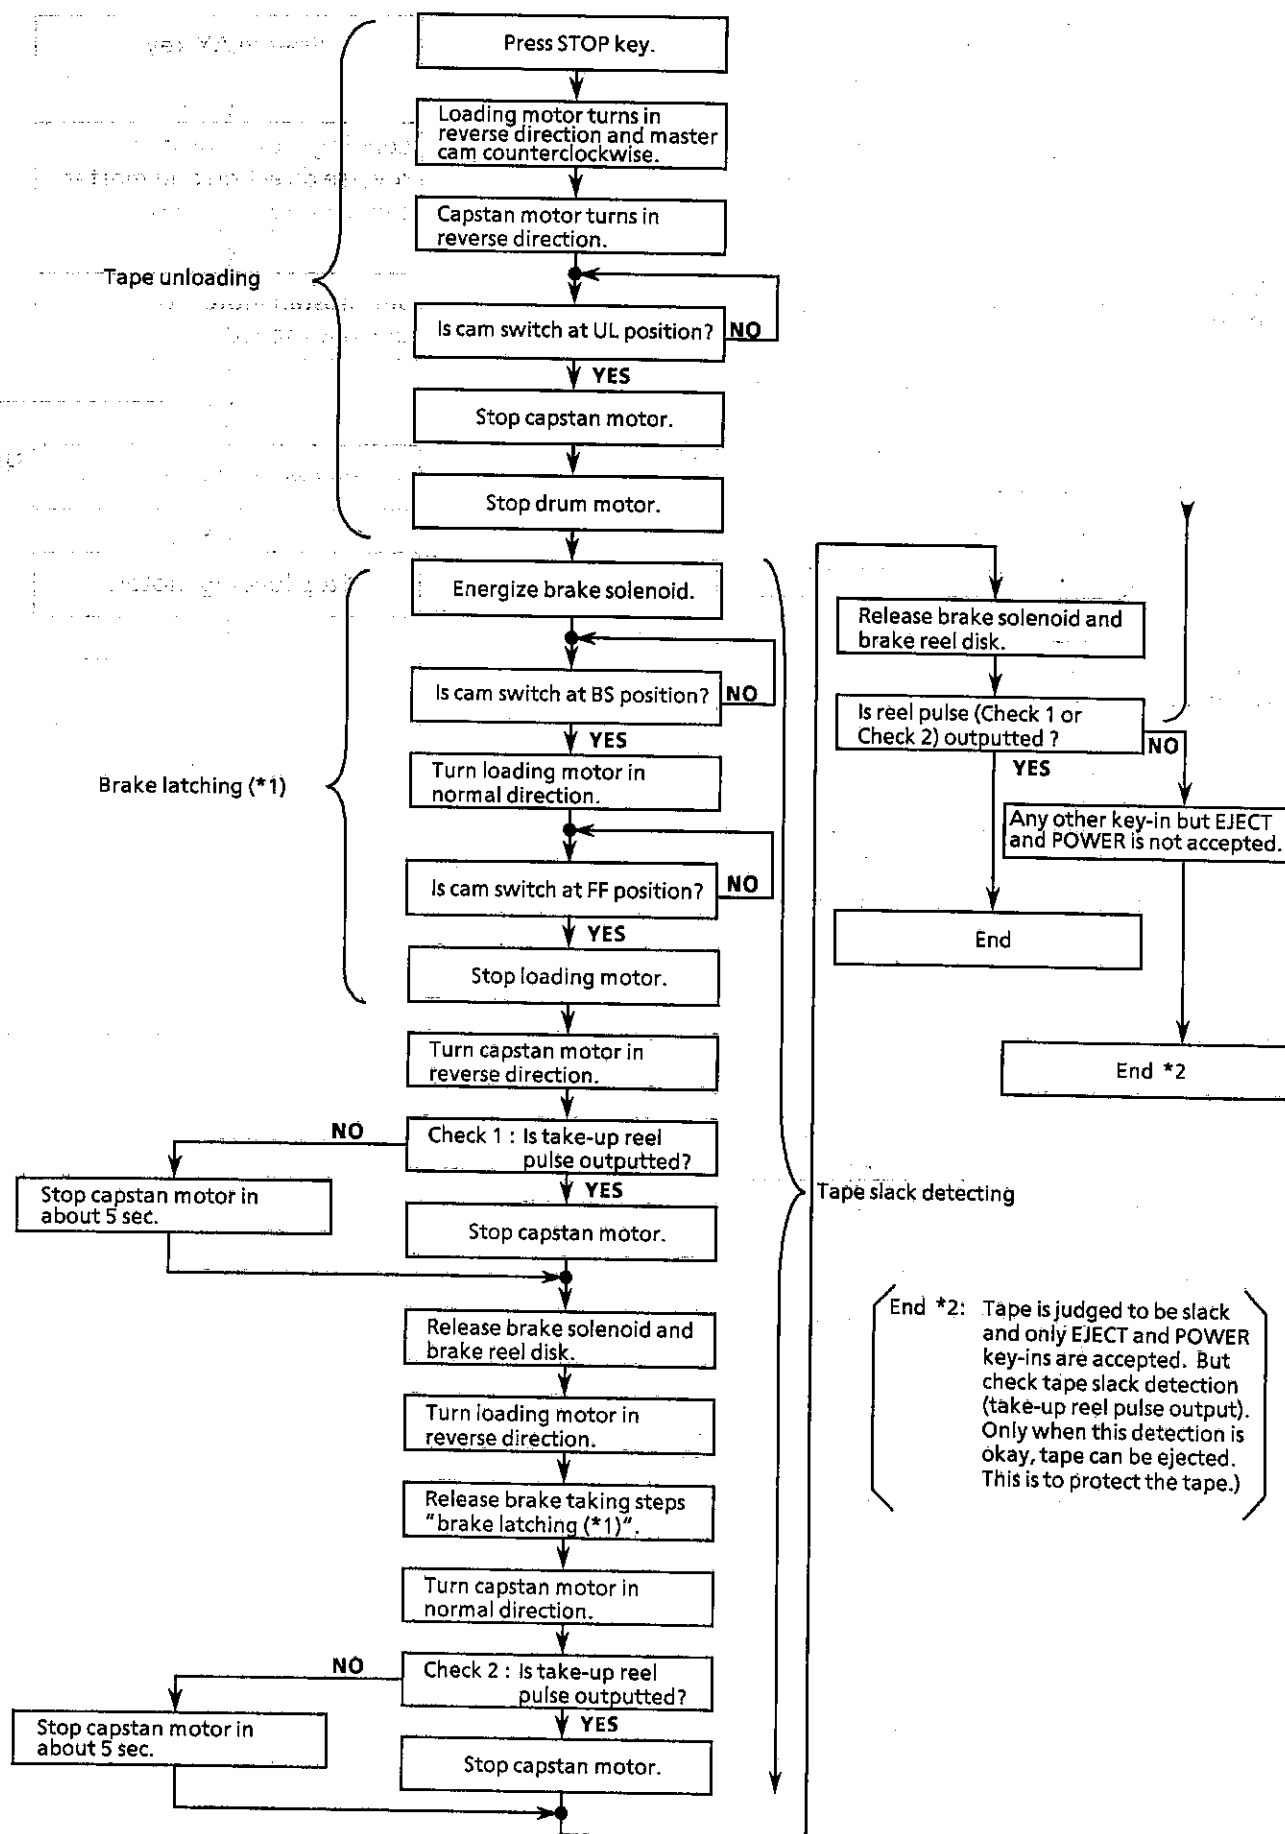 Press STOP key.
Loading motor turns in
reverse direction and master
cam counterclockwise.
Capstan motor turns in
reverse direction.
Tape unloading
Is cam switch at UL position?
NO
YES
Stop capstan motor.
Stop drum motor.
Energize brake solenoid.
Is cam switch at BS position?
NO
YES
Brake latching (*1)
Turn loading motor in
normal direction.
Is cam switch at FF position?
NO
YES
Stop loading motor.
Turn capstan motor in
reverse direction.
Check 1 : Is take-up reel
pulse outputted?
NO
YES
Stop capstan motor in
about 5 sec.
Stop capstan motor.
Release brake solenoid and
brake reel disk.
Turn loading motor in
reverse direction.
Release brake taking steps
"brake latching (*1)".
Turn capstan motor in
normal direction.
Check 2 : Is take-up reel
pulse outputted?
NO
YES
Stop capstan motor in
about 5 sec.
Stop capstan motor.
Tape slack detecting
Release brake solenoid and
brake reel disk.
Is reel pulse (Check 1 or
Check 2) outputted ?
NO
YES
Any other key-in but EJECT
and POWER is not accepted.
End
End *2
End *2: Tape is judged to be slack
and only EJECT and POWER
key-ins are accepted. But
check tape slack detection
(take-up reel pulse output).
Only when this detection is
okay, tape can be ejected.
This is to protect the tape.)